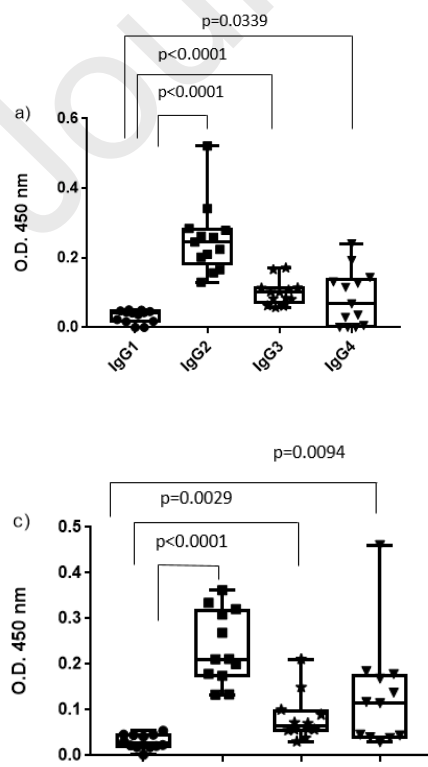 Jour
p=0.0339
p<0.0001
p<0.0001
a)
0.6
0.4
0.2
0.0
O.D. 450 nm
IgG1
IgG2
IgG3
IgG4
p=0.0094
p=0.0029
p<0.0001
c)
0.5
0.4
0.3
0.2
0.1
0.0
O.D. 450 nm